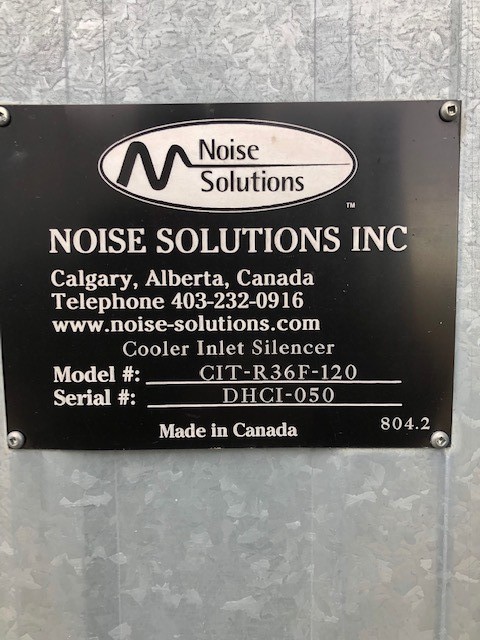 Noise
Solutions
TM
NOISE SOLUTIONS INC
Calgary, Alberta, Canada
Telephone 403-232-0916
www.noise-solutions.com
Cooler Inlet Silencer
Model #: CIT-R36F-120
Serial #: DHCI-050
Made in Canada 804.2